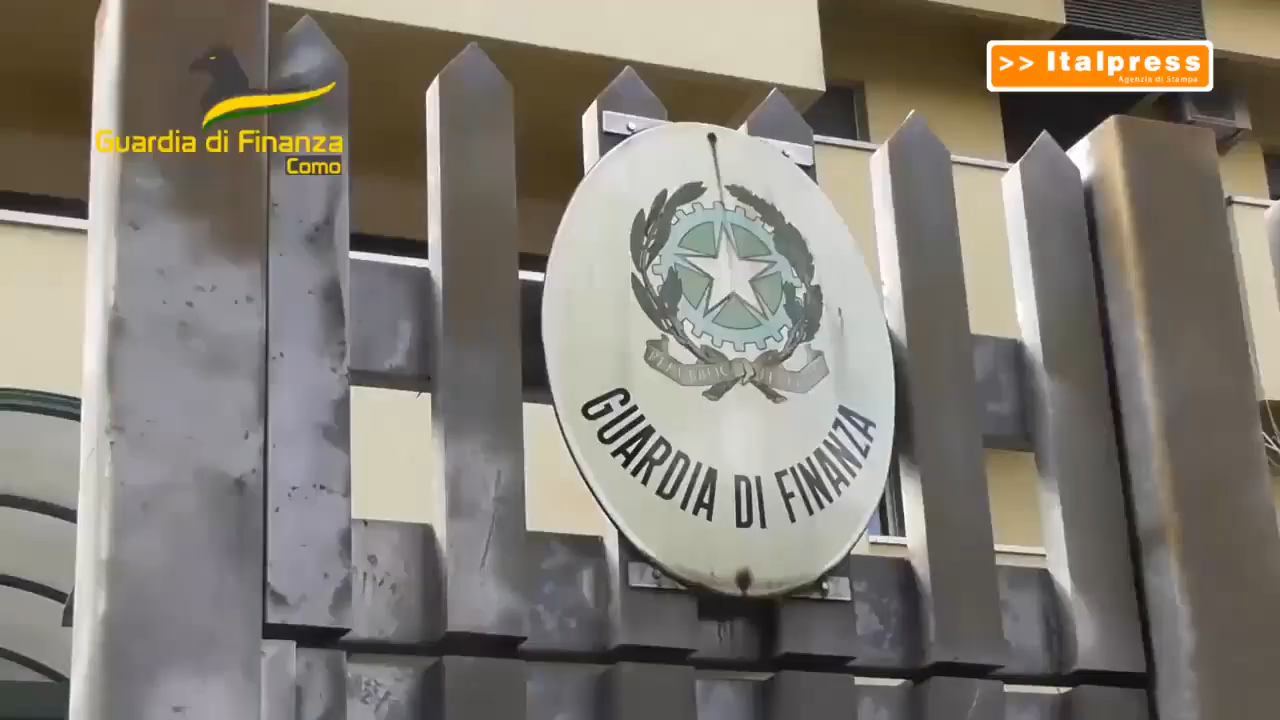 Guardia di Finanza
Como
>> Italpress
Agenzia di Stampa
GUARDIA DI FINANZA